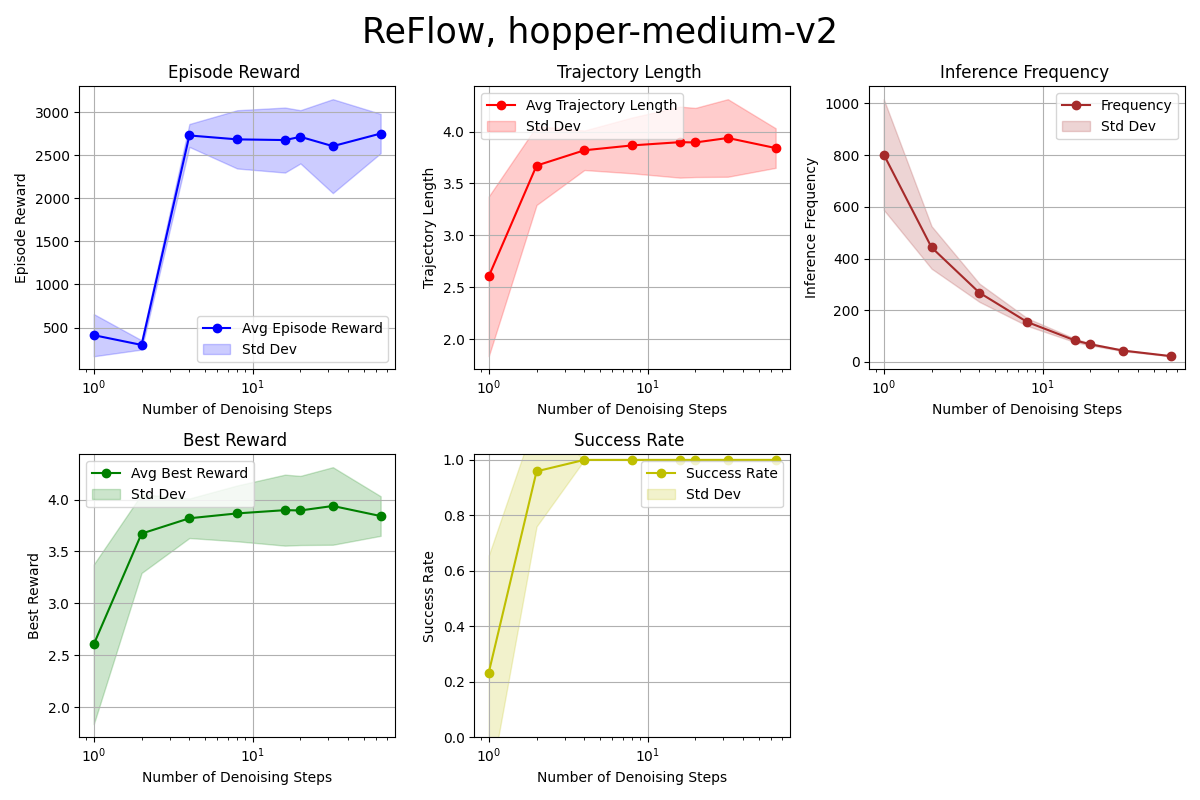 ReFlow, hopper-medium-v2
Episode Reward
Episode Reward
3000
2500
2000
1500
1000
500
Avg Episode Reward
Std Dev
10⁰
10¹
Number of Denoising Steps
Trajectory Length
Trajectory Length
4.0
3.5
3.0
2.5
2.0
Avg Trajectory Length
Std Dev
10⁰
10¹
Number of Denoising Steps
Inference Frequency
Inference Frequency
1000
800
600
400
200
0
Frequency
Std Dev
10⁰
10¹
Number of Denoising Steps
Best Reward
Best Reward
4.0
3.5
3.0
2.5
2.0
Avg Best Reward
Std Dev
10⁰
10¹
Number of Denoising Steps
Success Rate
Success Rate
1.0
0.8
0.6
0.4
0.2
0.0
Success Rate
Std Dev
10⁰
10¹
Number of Denoising Steps